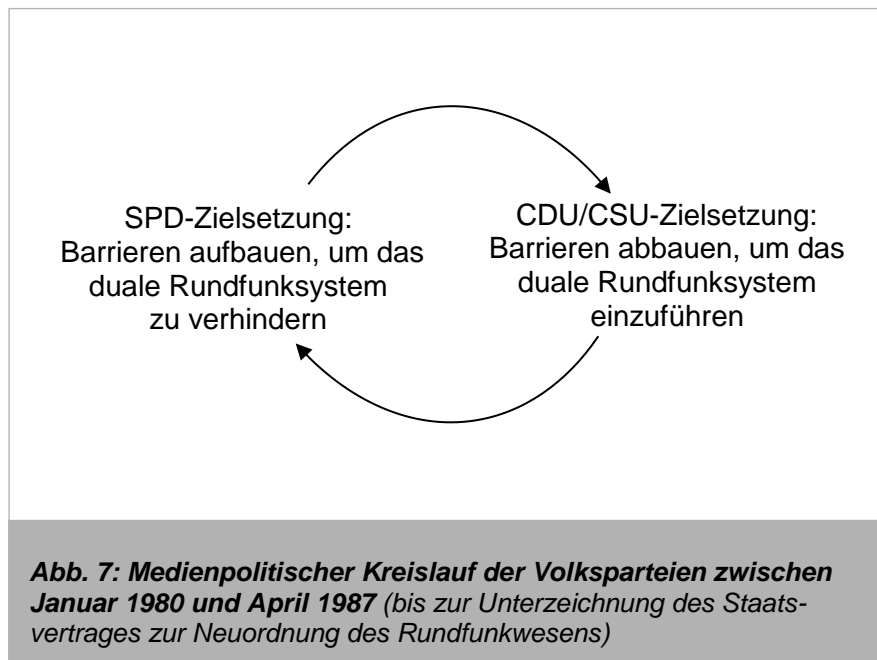 SPD-Zielsetzung:
Barrieren aufbauen, um das
duale Rundfunksystem
zu verhindern
CDU/CSU-Zielsetzung:
Barrieren abbauen, um das
duale Rundfunksystem
einzuführen
Abb. 7: Medienpolitischer Kreislauf der Volksparteien zwischen
Januar 1980 und April 1987 (bis zur Unterzeichnung des Staats-
vertrages zur Neuordnung des Rundfunkwesens)